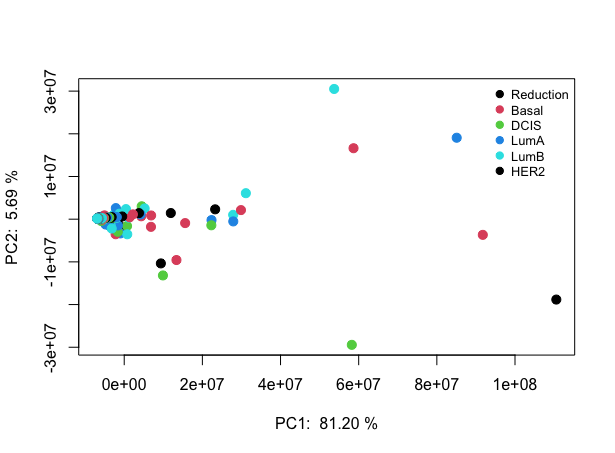 Reduction
Basal
DCIS
LumA
LumB
HER2
3e+07
1e+07
-1e+07
-3e+07
PC2:  5.69 %
0e+00 2e+07 4e+07 6e+07 8e+07 1e+08
PC1:  81.20 %